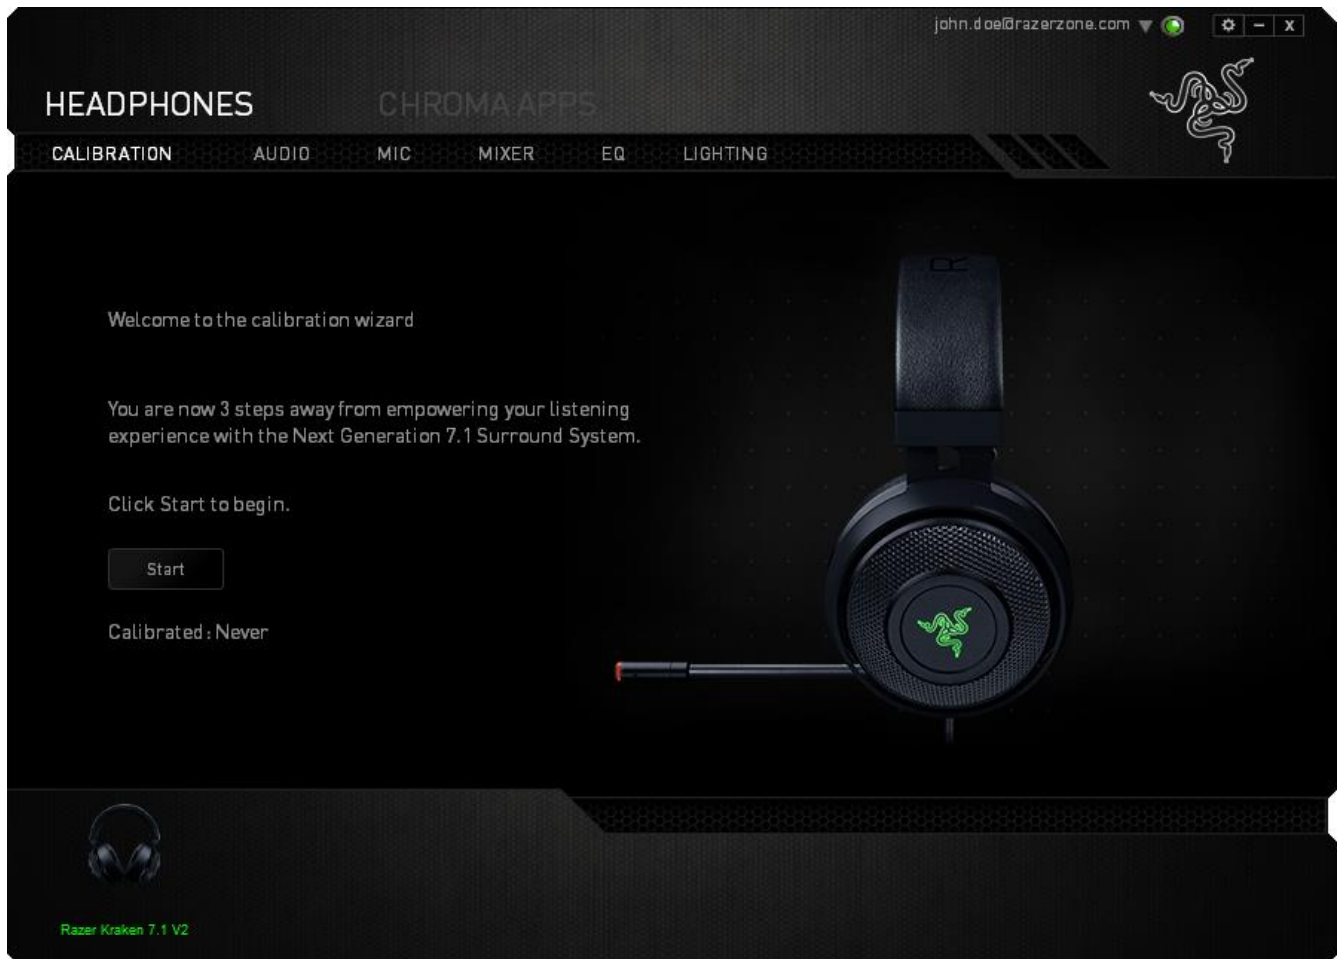 john.doe@razerzone.com
x
HEADPHONES CHROMA APPS
CALIBRATION AUDIO MIC MIXER EQ LIGHTING
R
Welcome to the calibration wizard
You are now 3 steps away from empowering your listening
experience with the Next Generation 7.1 Surround System.
Click Start to begin.
Start
Calibrated : Never
Razer Kraken 7.1 V2